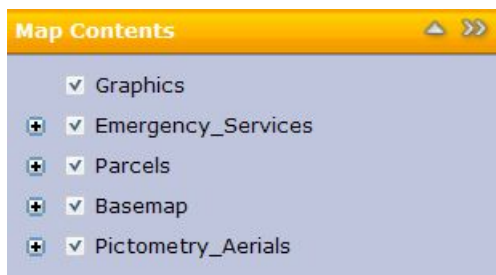 Map Contents
Graphics
Emergency_Services
Parcels
Basemap
Pictometry_Aerials